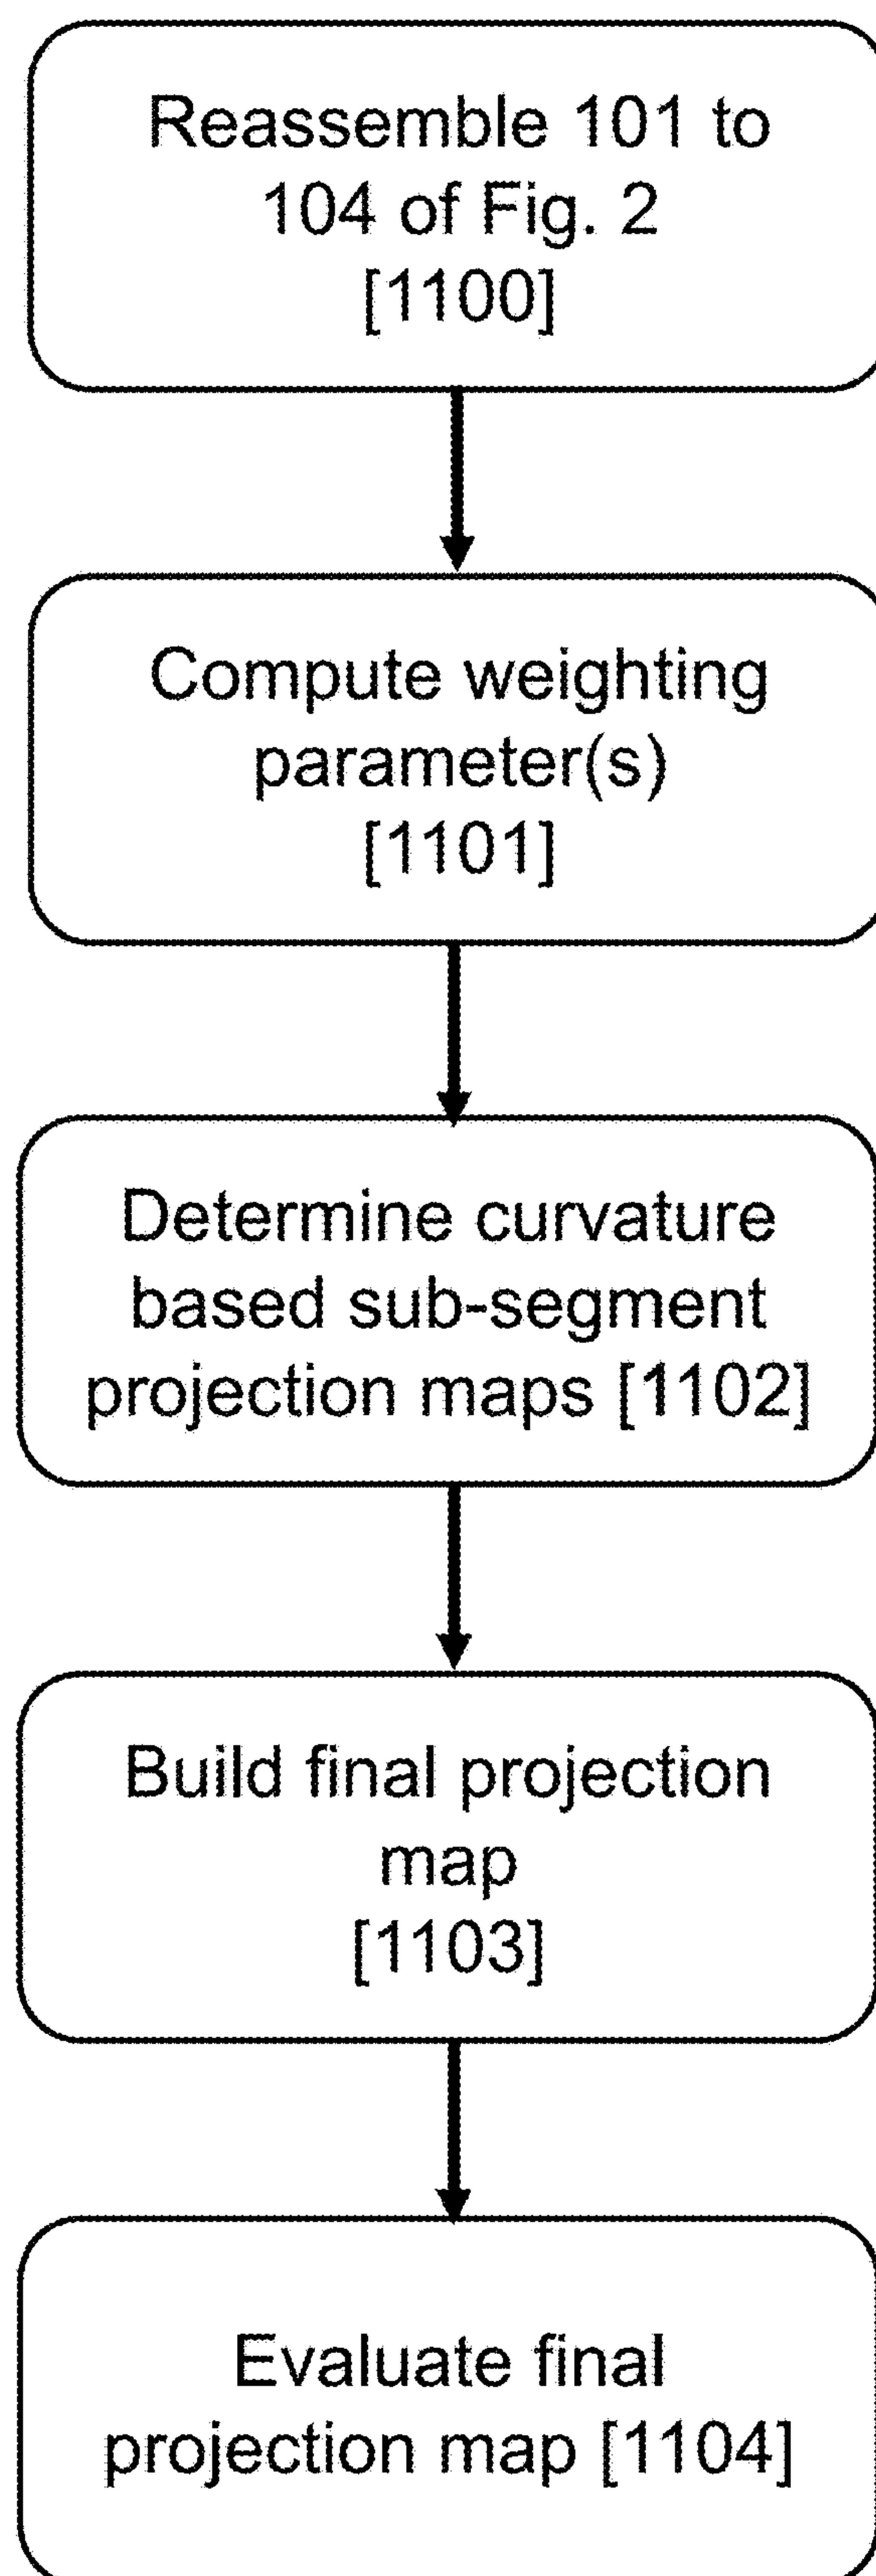 Reassemble 101 to
104 of Fig. 2
[1100]
Compute weighting
parameter(s)
[1101]
Determine curvature
based sub-segment
projection maps [1102]
Build final projection
map
[1103]
Evaluate final
projection map [1104]